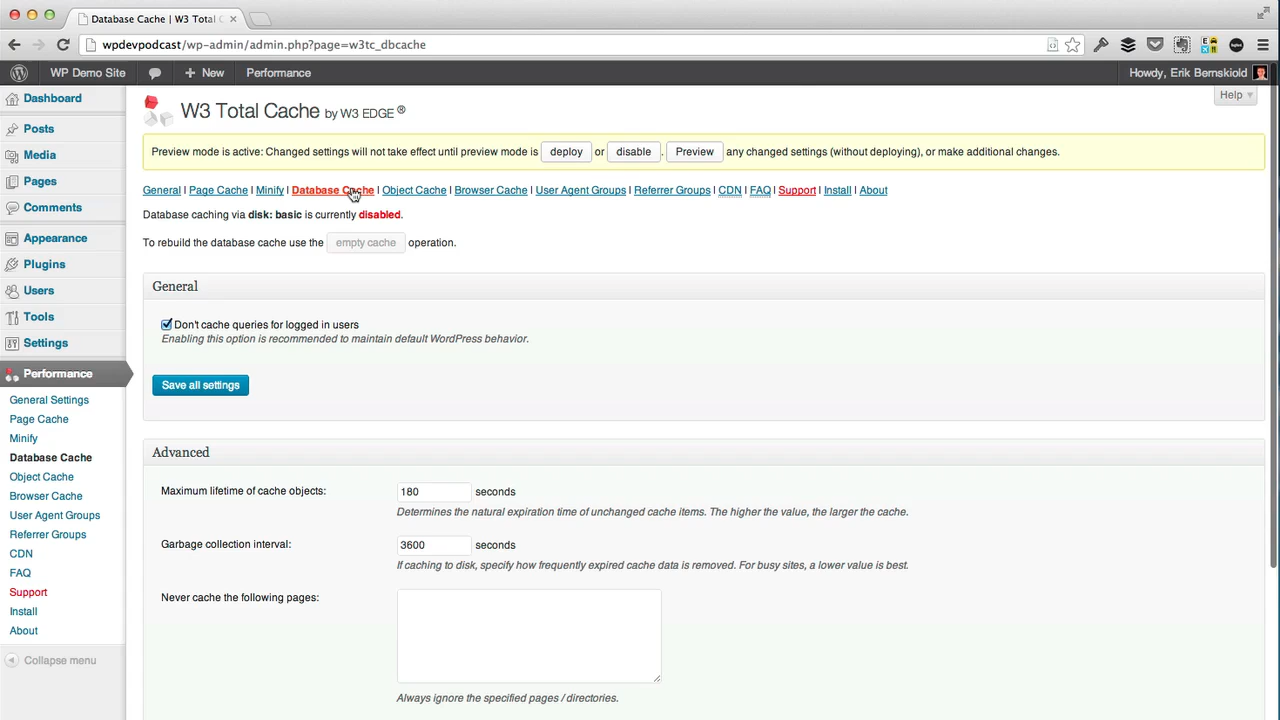 Database Cache | W3 Total C
wpdevpodcast/wp-admin/admin.php?page=w3tc_dbcache
WP Demo Site
New
Performance
Howdy, Erik Bernskiold
Dashboard
Posts
Media
Pages
Comments
Appearance
Plugins
Users
Tools
Settings
Performance
General Settings
Page Cache
Minify
Database Cache
Object Cache
Browser Cache
User Agent Groups
Referrer Groups
CDN
FAQ
Support
Install
About
Collapse menu
Help
W3 Total Cache by W3 EDGE ®
Preview mode is active: Changed settings will not take effect until preview mode is deploy or disable. Preview any changed settings (without deploying), or make additional changes.
General | Page Cache | Minify | Database Cache | Object Cache | Browser Cache | User Agent Groups | Referrer Groups | CDN | FAQ | Support | Install | About
Database caching via disk: basic is currently disabled.
To rebuild the database cache use the empty cache operation.
General
Don't cache queries for logged in users
Enabling this option is recommended to maintain default WordPress behavior.
Save all settings
Advanced
Maximum lifetime of cache objects: 180 seconds
Determines the natural expiration time of unchanged cache items. The higher the value, the larger the cache.
Garbage collection interval: 3600 seconds
If caching to disk, specify how frequently expired cache data is removed. For busy sites, a lower value is best.
Never cache the following pages:
Always ignore the specified pages / directories.